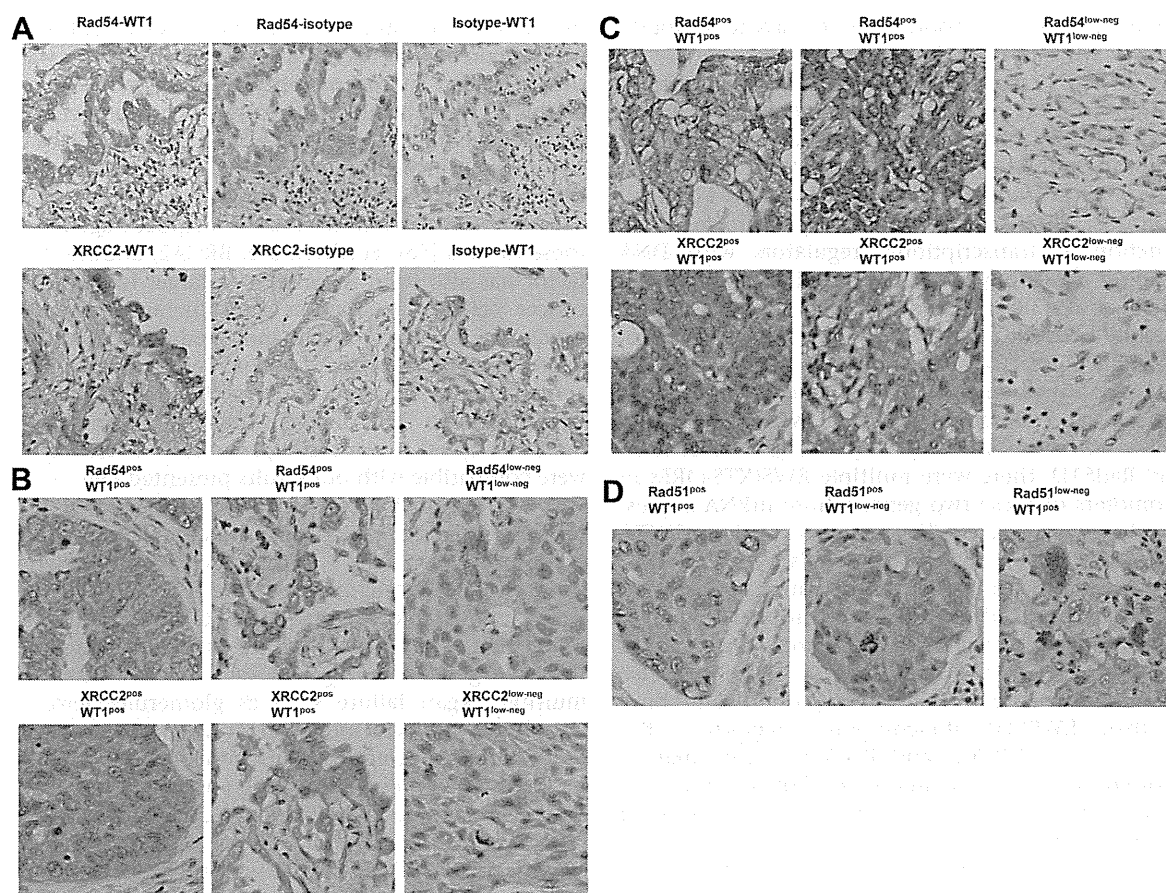 A
Rad54-WT1
Rad54-isotype
Isotype-WT1
XRCC2-WT1
XRCC2-isotype
Isotype-WT1
B
Rad54pos WT1pos
Rad54pos WT1pos
Rad54low-neg WT1low-neg
XRCC2pos WT1pos
XRCC2pos WT1pos
XRCC2low-neg WT1low-neg
C
Rad54pos WT1pos
Rad54pos WT1pos
Rad54low-neg WT1low-neg
XRCC2pos WT1pos
XRCC2pos WT1pos
XRCC2low-neg WT1low-neg
D
Rad51pos WT1pos
Rad51pos WT1low-neg
Rad51low-neg WT1pos